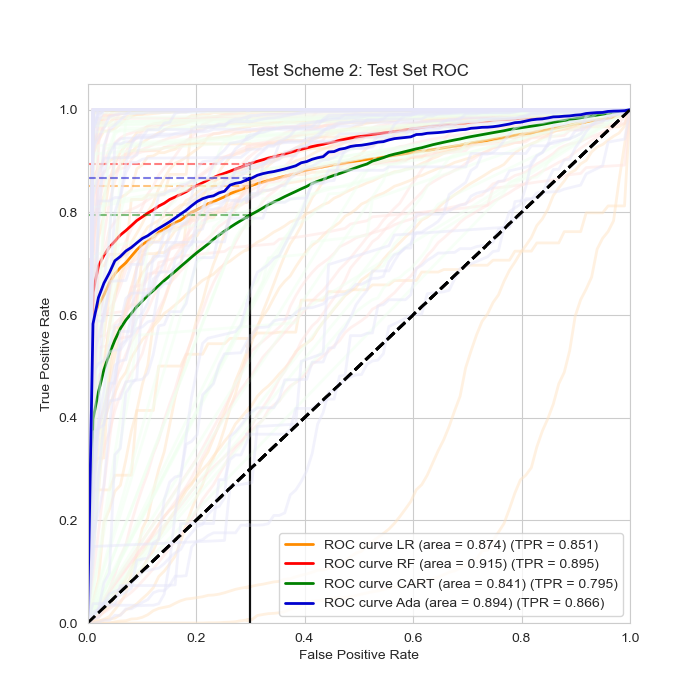 Test Scheme 2: Test Set ROC
True Positive Rate
1.0
0.8
0.6
0.4
0.2
0.0
ROC curve LR (area = 0.874) (TPR = 0.851)
ROC curve RF (area = 0.915) (TPR = 0.895)
ROC curve CART (area = 0.841) (TPR = 0.795)
ROC curve Ada (area = 0.894) (TPR = 0.866)
0.0 0.2 0.4 0.6 0.8 1.0
False Positive Rate